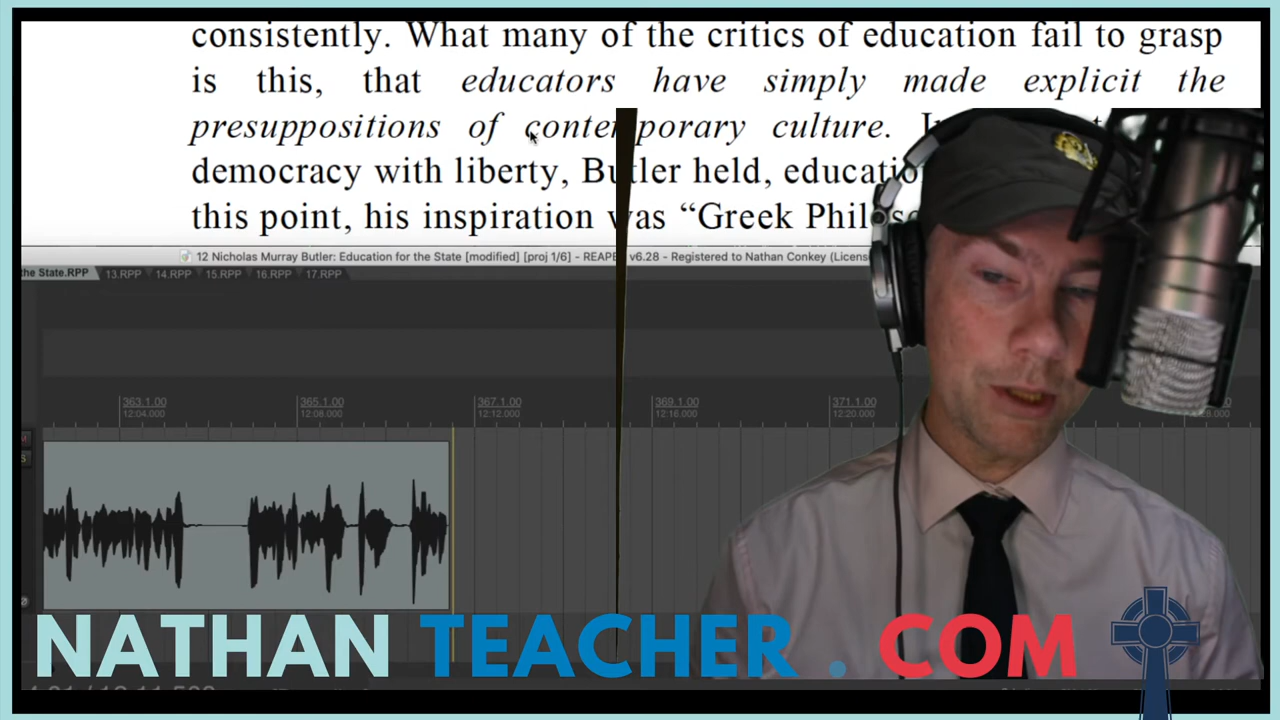 consistently. What many of the critics of education fail to grasp
is this, that educators have simply made explicit the
presuppositions of contemporary culture.
democracy with liberty, Butler held,
this point, his inspiration was “Greek
12 Nicholas Murray Butler: Education for the State [modified] [proj 1/6] - REAPER v6.28 - Registered to Nathan Conkey
the State.RPP 13.RPP 14.RPP 15.RPP 16.RPP 17.RPP
363.1.00 365.1.00 367.1.00 369.1.00 371.1.00
12:04.000 12:08.000 12:12.000 12:16.000 12:20.000
NATHAN TEACHER . COM